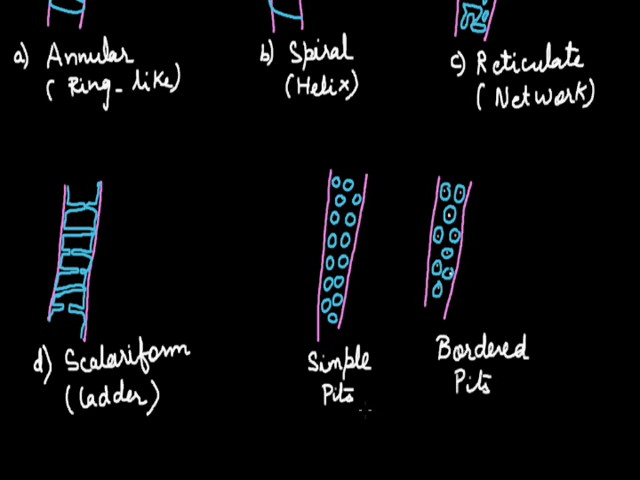 a) Annular
(Ring-like)
b) Spiral
(Helix)
c) Reticulate
(Network)
d) Scalariform
(Ladder)
Simple
Pits
Bordered
Pits